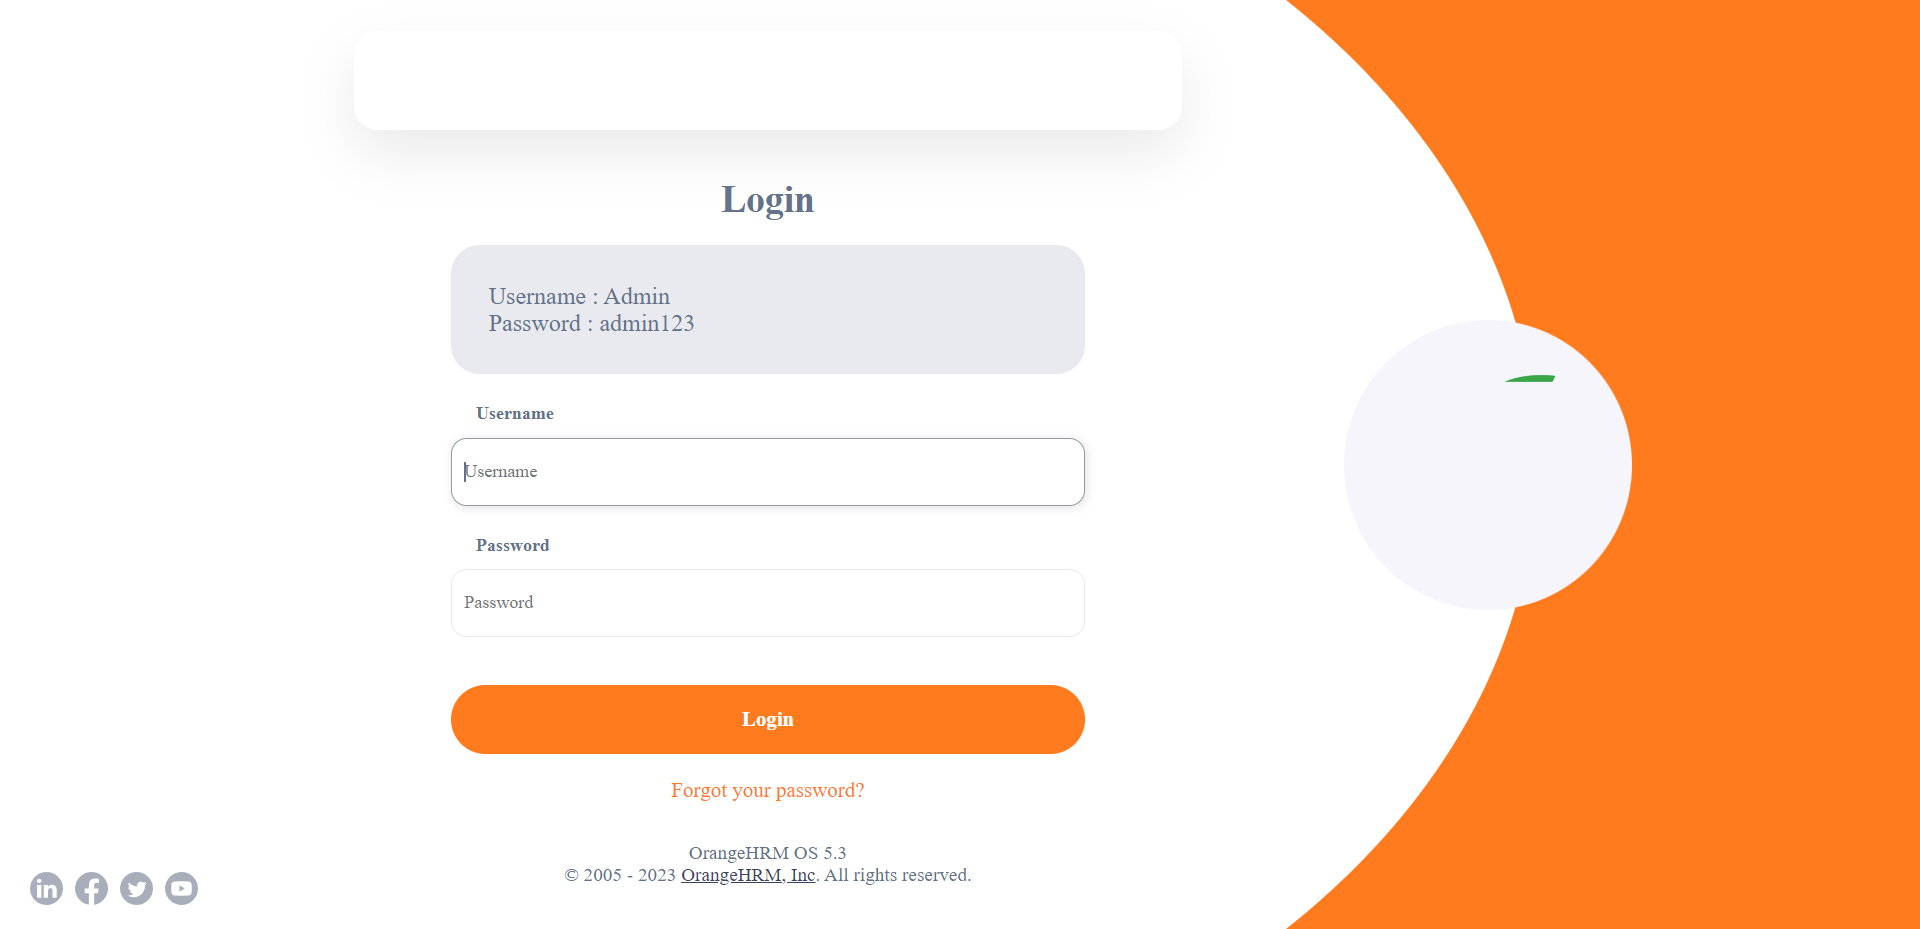 Login
Username : Admin
Password : admin123
Username
Username
Password
Password
Login
Forgot your password?
OrangeHRM OS 5.3
© 2005 - 2023 OrangeHRM, Inc. All rights reserved.